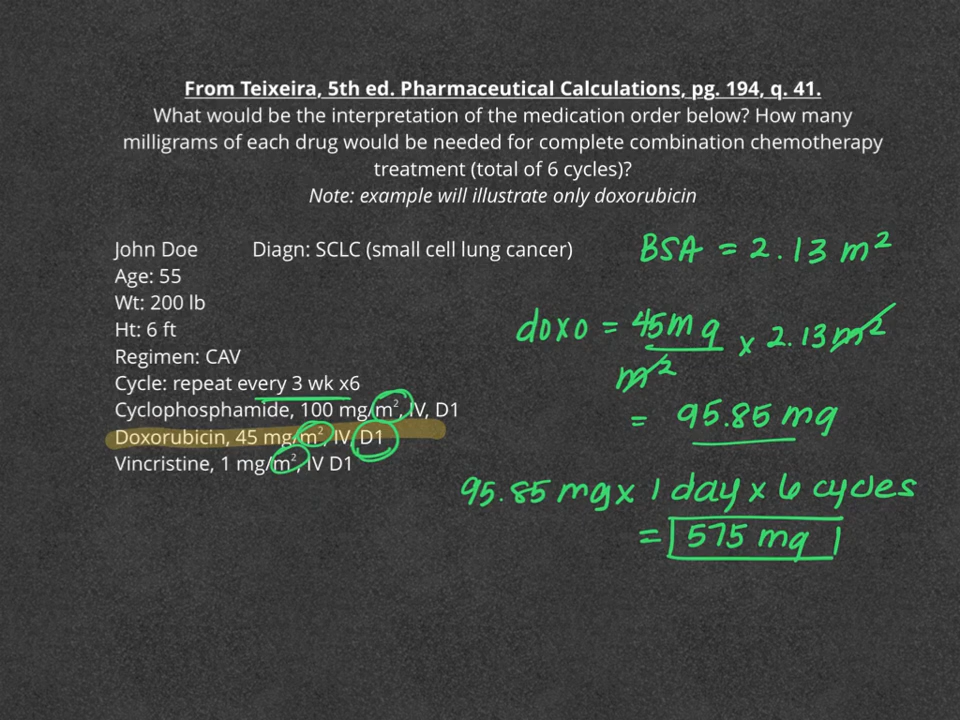 From Teixeira, 5th ed. Pharmaceutical Calculations, pg. 194, q. 41.
What would be the interpretation of the medication order below? How many
milligrams of each drug would be needed for complete combination chemotherapy
treatment (total of 6 cycles)?
Note: example will illustrate only doxorubicin
John Doe Diagn: SCLC (small cell lung cancer)
Age: 55
Wt: 200 lb
Ht: 6 ft
Regimen: CAV
Cycle: repeat every 3 wk x6
Cyclophosphamide, 100 mg/m², IV, D1
Doxorubicin, 45 mg/m², IV, D1
Vincristine, 1 mg/m², IV D1
BSA = 2.13 m²
doxo = 45mg x 2.13 m²
m²
= 95.85 mg
95.85 mg x 1 day x 6 cycles
= 575 mg